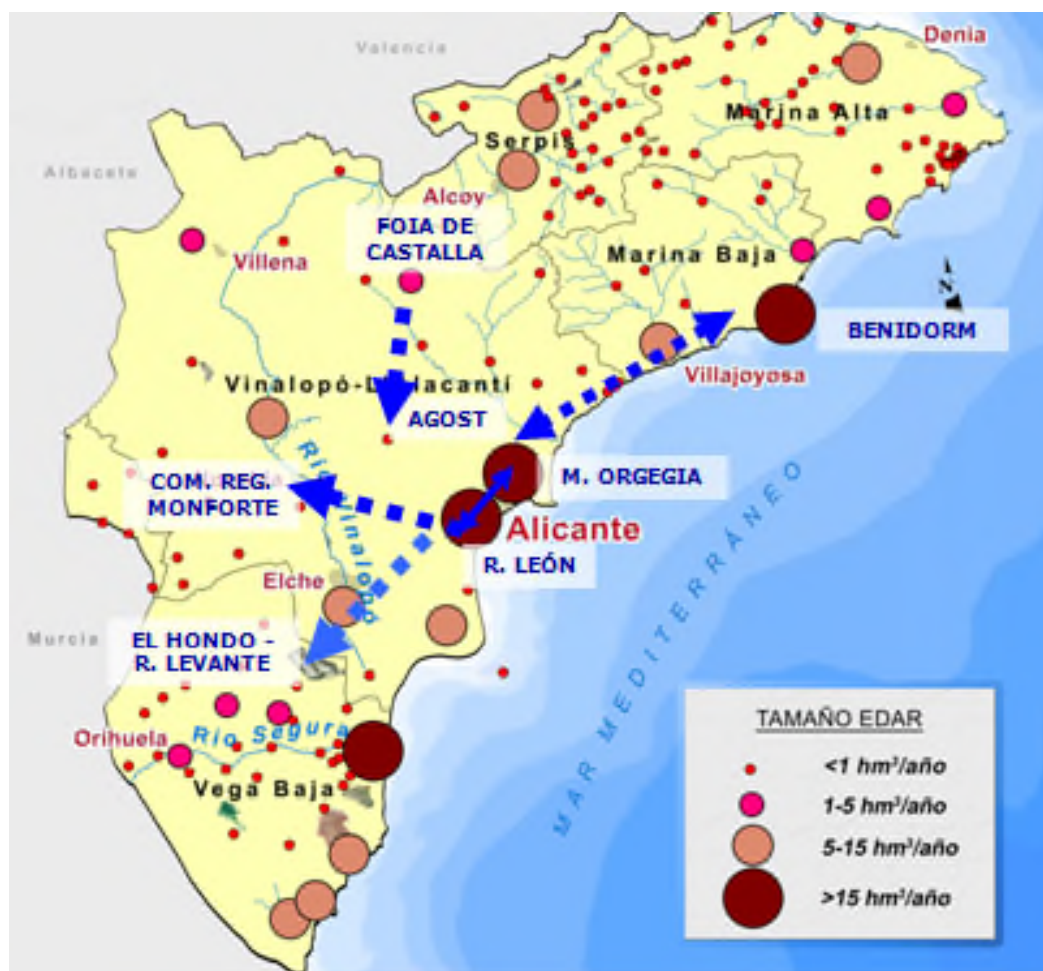 Valencia
Denia
Marina Alta
Serpis
Albacete
Alcoy
FOIA DE
CASTALLA
Villena
Marina Baja
N
BENIDORM
Villajoyosa
AGOST
COM. REG.
MONFORTE
M. ORGEGIA
Alicante
R. LEÓN
Río Vinalopó
Elche
Murcia
EL HONDO -
R. LEVANTE
Orihuela
Río Segura
Vega Baja
MAR MEDITERRÁNEO
TAMAÑO EDAR
<1 hm³/año
1-5 hm³/año
5-15 hm³/año
>15 hm³/año